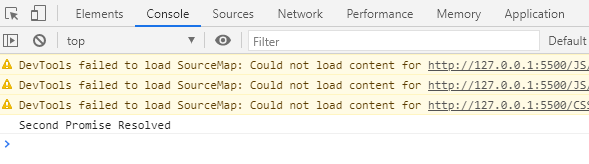 Elements Console Sources Network Performance Memory Application
top Filter Default
DevTools failed to load SourceMap: Could not load content for http://127.0.0.1:5500/JS/
DevTools failed to load SourceMap: Could not load content for http://127.0.0.1:5500/JS/
DevTools failed to load SourceMap: Could not load content for http://127.0.0.1:5500/CSS
Second Promise Resolved